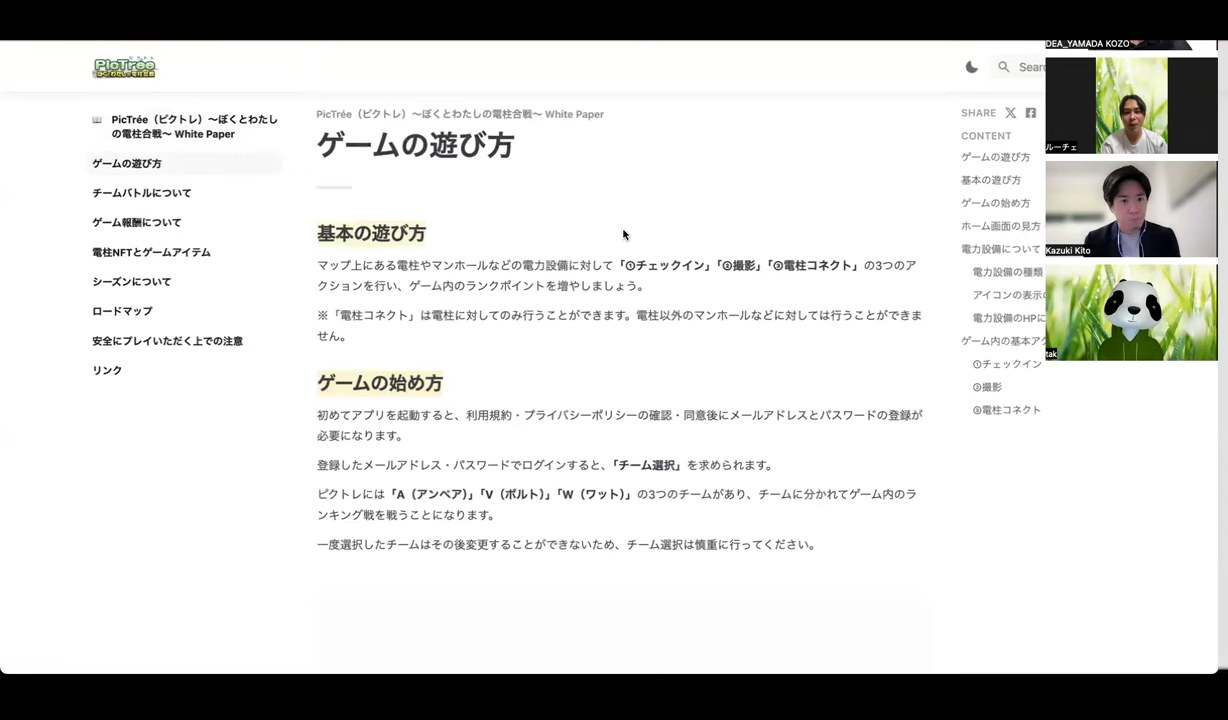 PicTrée
ぼくとわたしの電柱合戦
Sear
DEA_YAMADA KOZO
PicTrée（ピクトレ）〜ぼくとわたし
の電柱合戦〜 White Paper
ゲームの遊び方
チームバトルについて
ゲーム報酬について
電柱NFTとゲームアイテム
シーズンについて
ロードマップ
安全にプレイいただく上での注意
リンク
PicTrée（ピクトレ）〜ぼくとわたしの電柱合戦〜 White Paper
ゲームの遊び方
基本の遊び方
マップ上にある電柱やマンホールなどの電力設備に対して「①チェックイン」「②撮影」「③電柱コネクト」の3つのア
クションを行い、ゲーム内のランクポイントを増やしましょう。
※「電柱コネクト」は電柱に対してのみ行うことができます。電柱以外のマンホールなどに対しては行うことができま
せん。
ゲームの始め方
初めてアプリを起動すると、利用規約・プライバシーポリシーの確認・同意後にメールアドレスとパスワードの登録が
必要になります。
登録したメールアドレス・パスワードでログインすると、「チーム選択」を求められます。
ピクトレには「A（アンペア）」「V（ボルト）」「W（ワット）」の3つのチームがあり、チームに分かれてゲーム内のラ
ンキング戦を戦うことになります。
一度選択したチームはその後変更することができないため、チーム選択は慎重に行ってください。
SHARE
CONTENT
ゲームの遊び方
基本の遊び方
ゲームの始め方
ホーム画面の見方
電力設備について
電力設備の種類
アイコンの表示の
電力設備のHPに
ゲーム内の基本ア
①チェックイン
②撮影
③電柱コネクト
ルーチェ
Kazuki Kito
tak